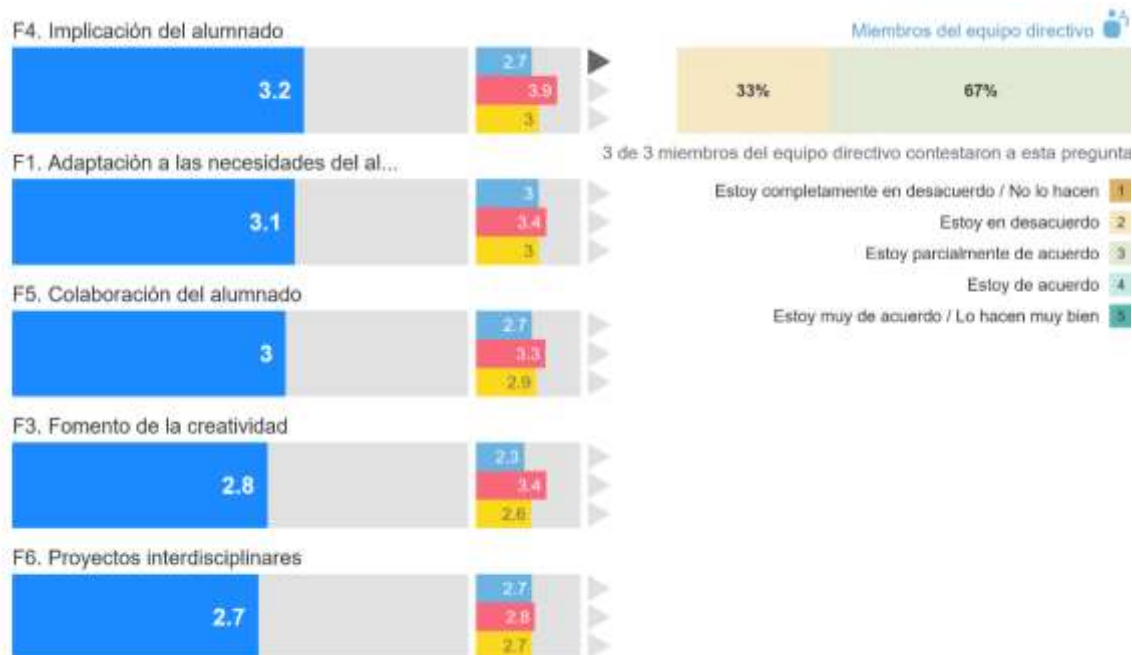 F4. Implicación del alumnado
3.2
2.7
3.9
3
F1. Adaptación a las necesidades del al...
3.1
3
3.4
3
F5. Colaboración del alumnado
3
2.7
3.3
2.9
F3. Fomento de la creatividad
2.8
2.3
3.4
2.6
F6. Proyectos interdisciplinares
2.7
2.7
2.8
2.7
Miembros del equipo directivo
33% 67%
3 de 3 miembros del equipo directivo contestaron a esta pregunta
Estoy completamente en desacuerdo / No lo hacen 1
Estoy en desacuerdo 2
Estoy parcialmente de acuerdo 3
Estoy de acuerdo 4
Estoy muy de acuerdo / Lo hacen muy bien 5